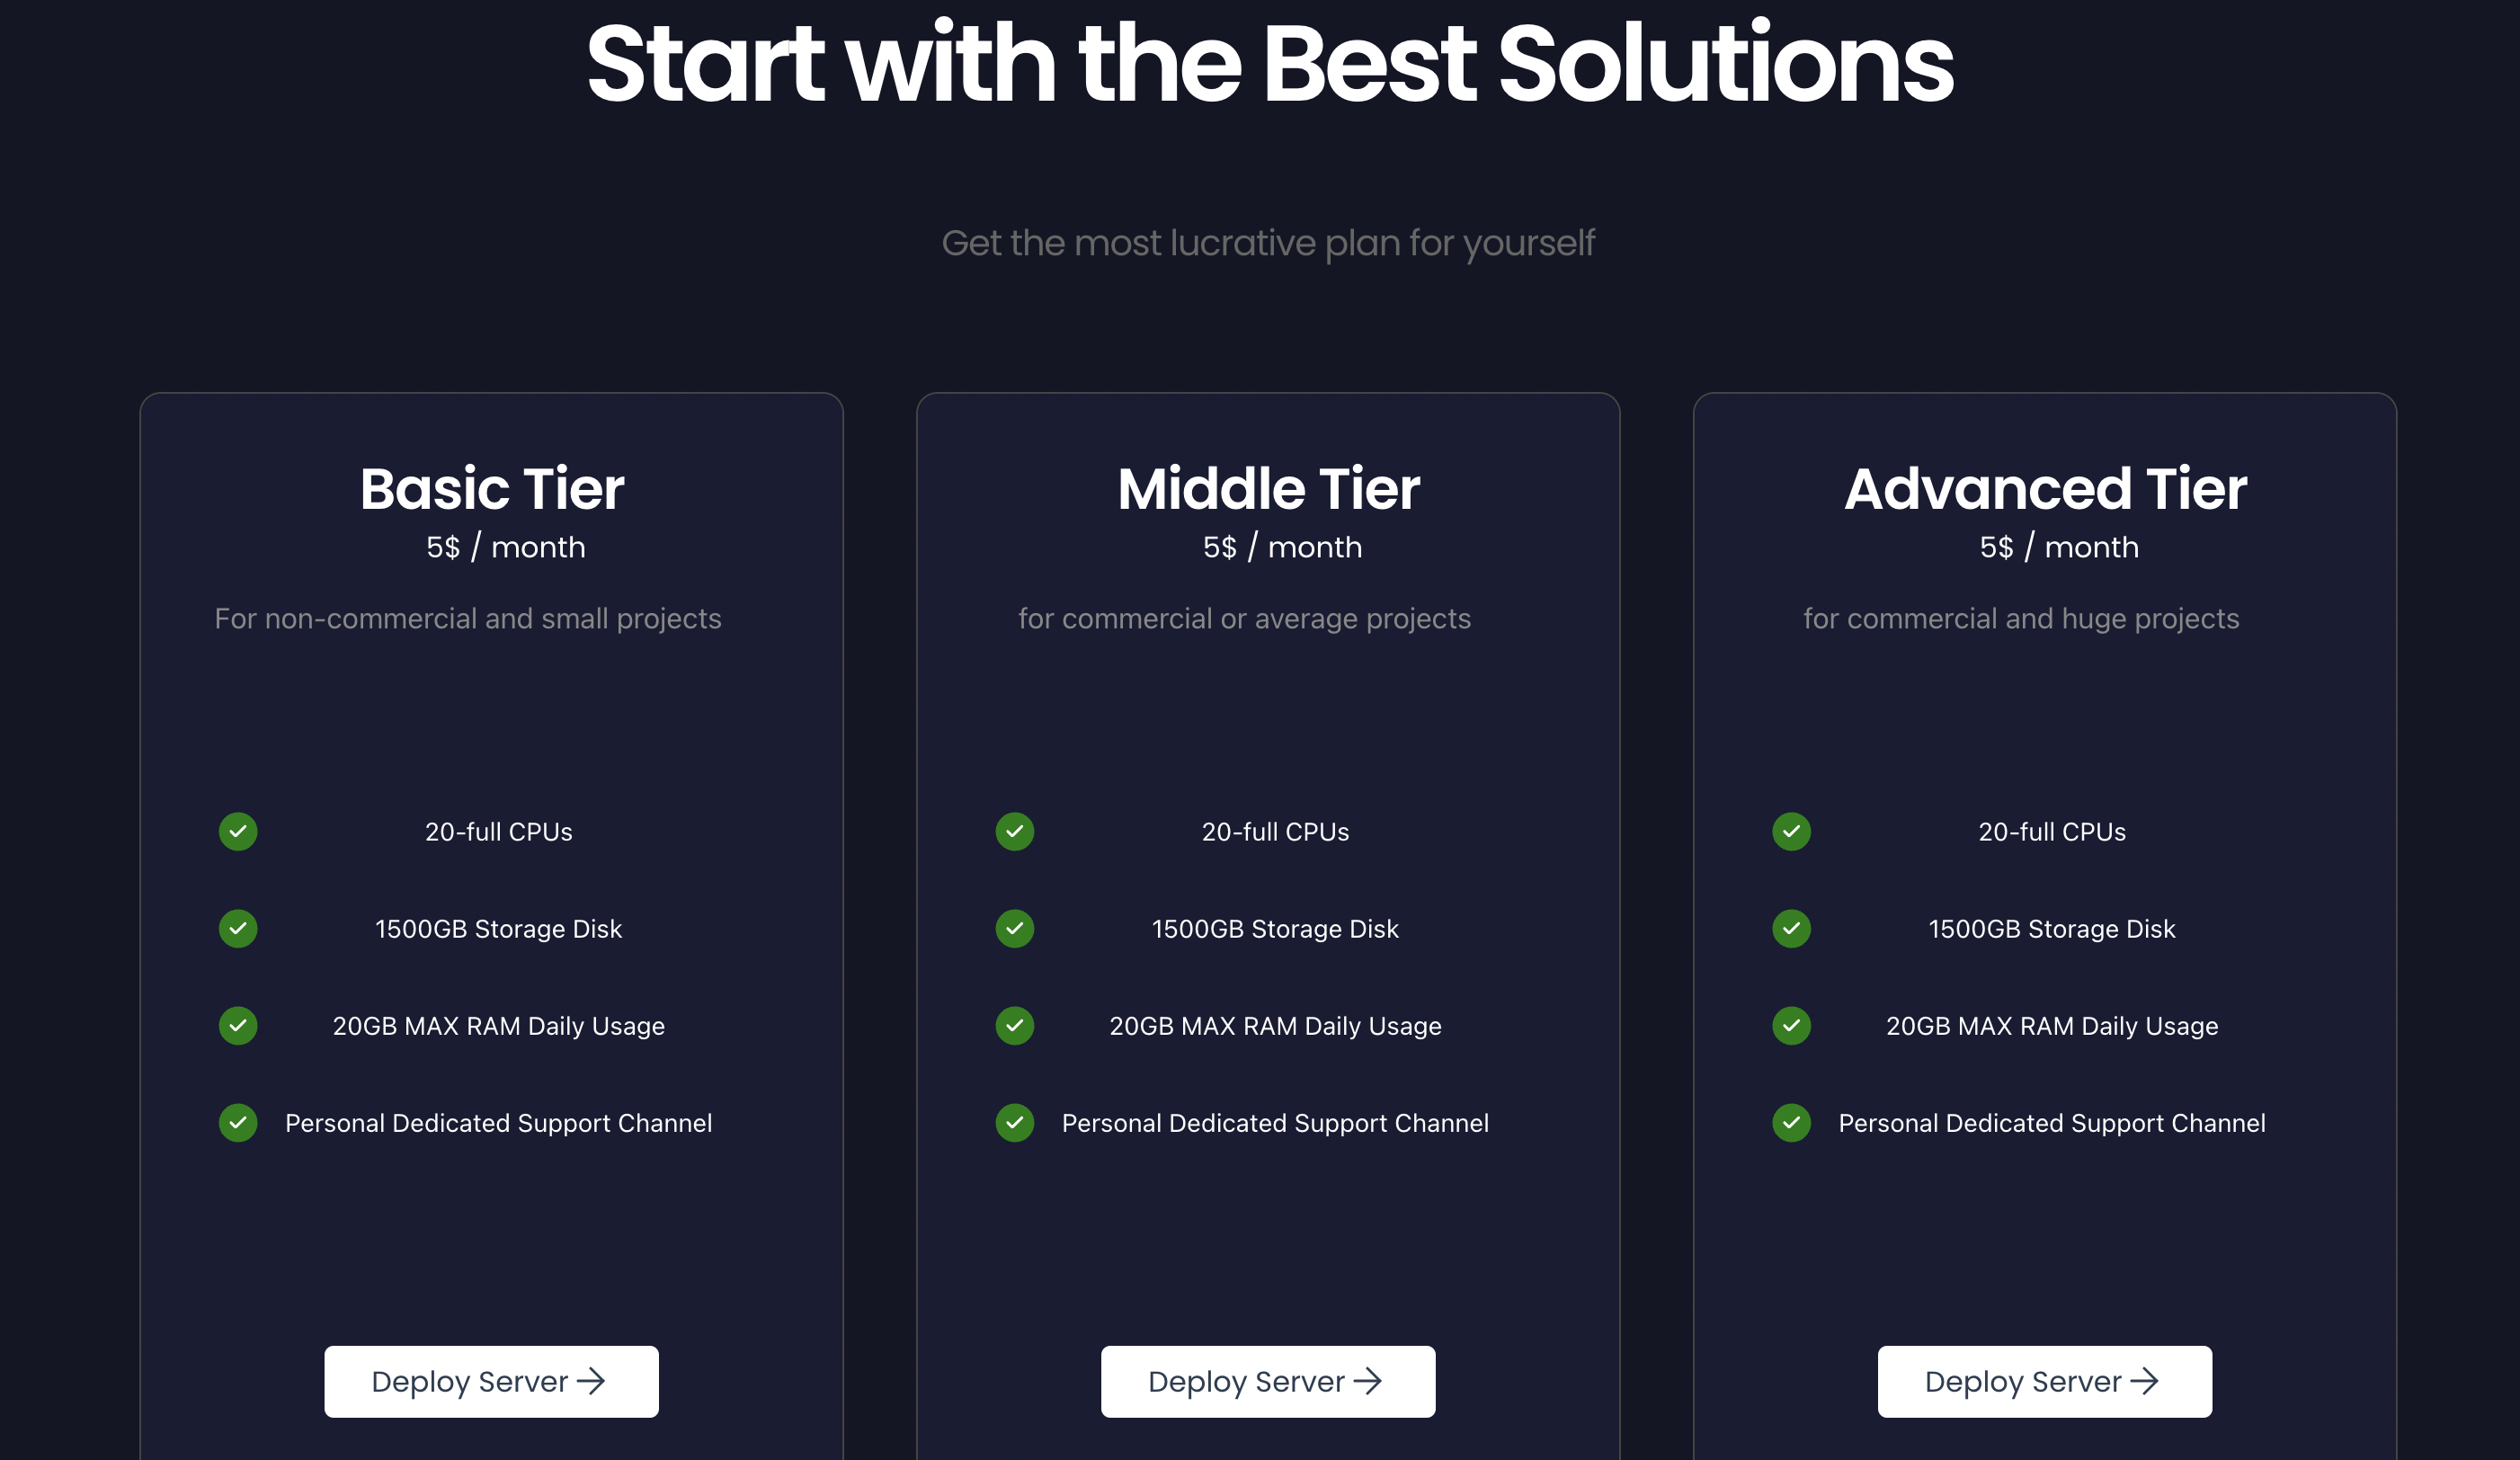 Start with the Best Solutions
Get the most lucrative plan for yourself
Basic Tier
5$ / month
For non-commercial and small projects
20-full CPUs
1500GB Storage Disk
20GB MAX RAM Daily Usage
Personal Dedicated Support Channel
Deploy Server →
Middle Tier
5$ / month
for commercial or average projects
20-full CPUs
1500GB Storage Disk
20GB MAX RAM Daily Usage
Personal Dedicated Support Channel
Deploy Server →
Advanced Tier
5$ / month
for commercial and huge projects
20-full CPUs
1500GB Storage Disk
20GB MAX RAM Daily Usage
Personal Dedicated Support Channel
Deploy Server →